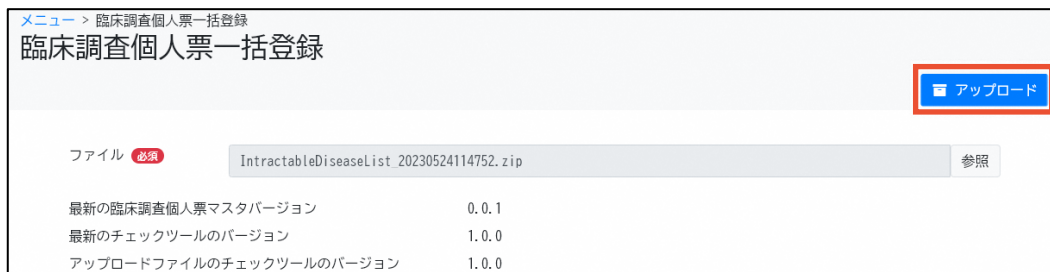 メニュー > 臨床調査個人票一括登録
臨床調査個人票一括登録
アップロード
ファイル 必須 IntractableDiseaseList_20230524114752.zip 参照
最新の臨床調査個人票マスタバージョン 0.0.1
最新のチェックツールのバージョン 1.0.0
アップロードファイルのチェックツールのバージョン 1.0.0